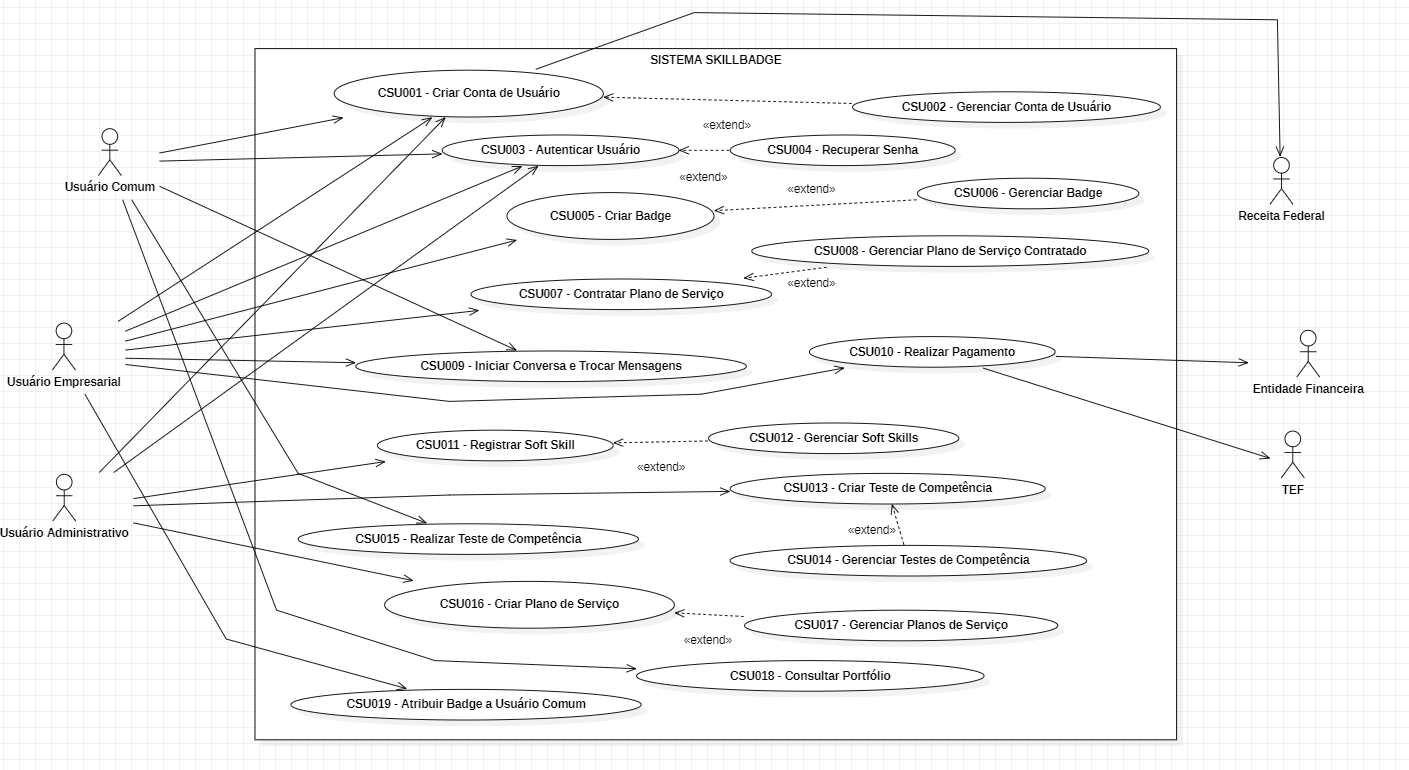 SISTEMA SKILLBADGE
CSU001 - Criar Conta de Usuário
CSU002 - Gerenciar Conta de Usuário
«extend»
CSU003 - Autenticar Usuário
CSU004 - Recuperar Senha
«extend»
Usuário Comum
CSU005 - Criar Badge
«extend»
CSU006 - Gerenciar Badge
Receita Federal
CSU008 - Gerenciar Plano de Serviço Contratado
«extend»
CSU007 - Contratar Plano de Serviço
CSU010 - Realizar Pagamento
CSU009 - Iniciar Conversa e Trocar Mensagens
Usuário Empresarial
Entidade Financeira
CSU011 - Registrar Soft Skill
CSU012 - Gerenciar Soft Skills
«extend»
CSU013 - Criar Teste de Competência
TEF
«extend»
Usuário Administrativo
CSU015 - Realizar Teste de Competência
CSU014 - Gerenciar Testes de Competência
CSU016 - Criar Plano de Serviço
CSU017 - Gerenciar Planos de Serviço
«extend»
CSU018 - Consultar Portfólio
CSU019 - Atribuir Badge a Usuário Comum